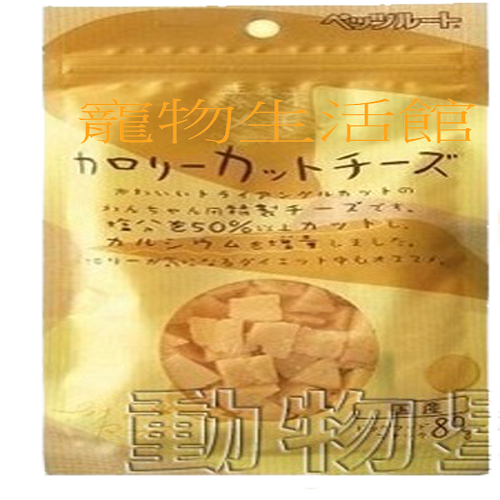 ペッツルート
寵物生活館
カロリーカットチーズ
かわいいトライアングルカットの
わんちゃん用特製チーズです。
塩分を50%以上カットし、
カルシウムを増量しました。
カロリーが気になるダイエット中もオススメ。
国産
80g
動物